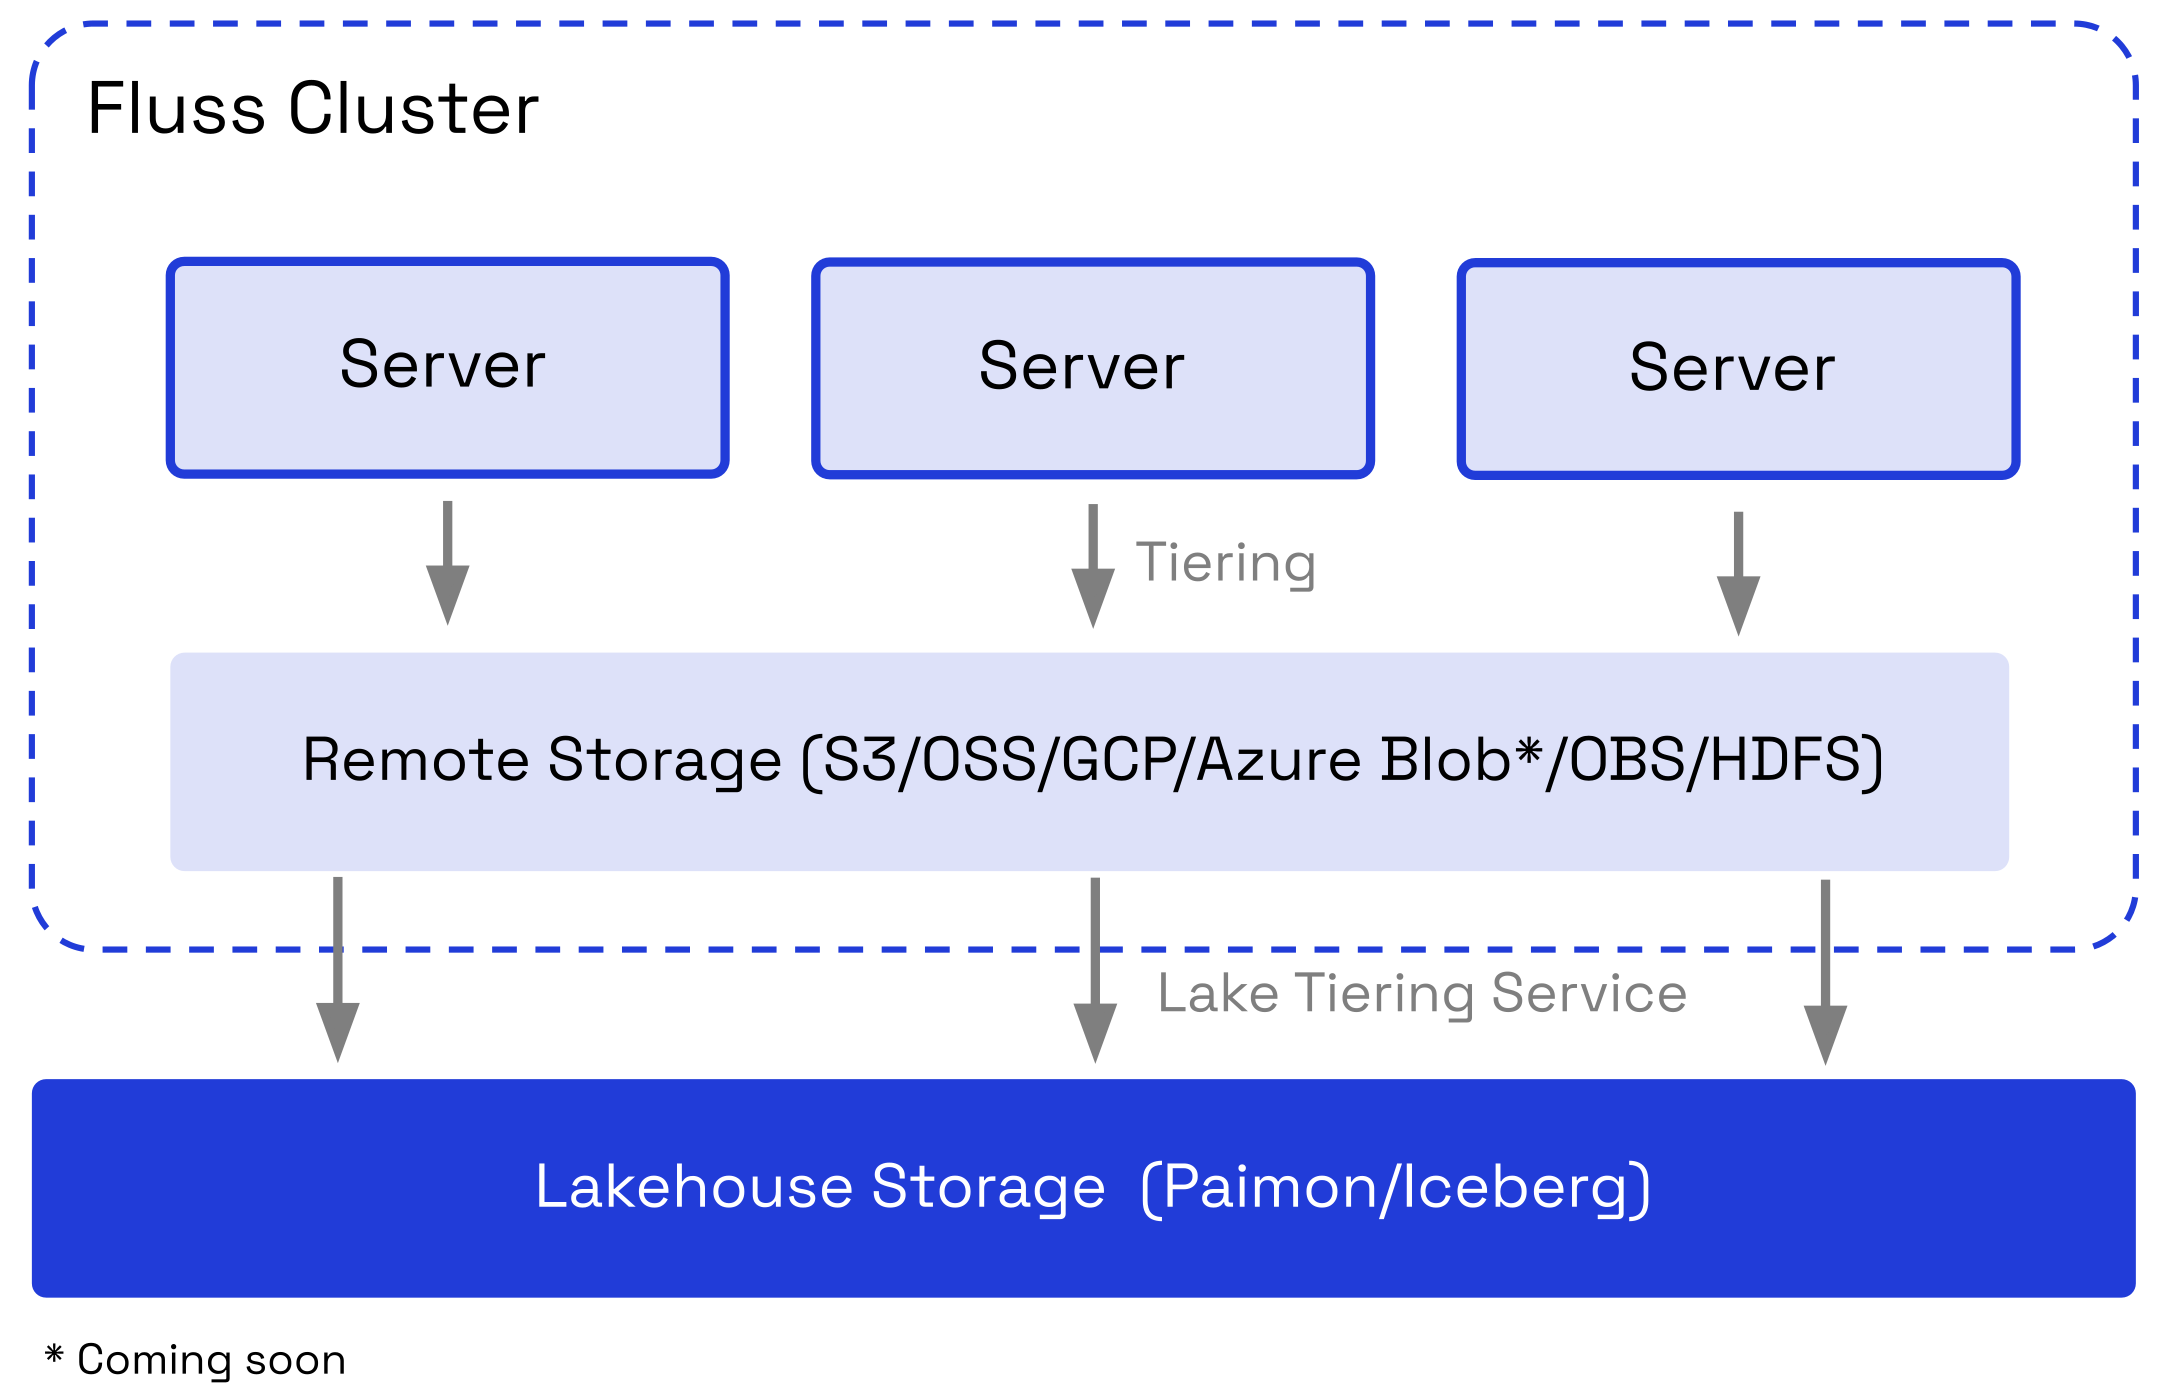 Fluss Cluster
Server
Server
Server
Tiering
Remote Storage (S3/OSS/GCP/Azure Blob*/OBS/HDFS)
Lake Tiering Service
Lakehouse Storage (Paimon/Iceberg)
* Coming soon